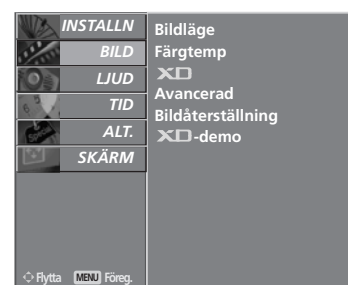 INSTALLN
BILD
LJUD
TID
ALT.
SKÄRM
Bildläge
Färgtemp
XD
Avancerad
Bildåterställning
XD-demo
Flytta MENU Föreg.